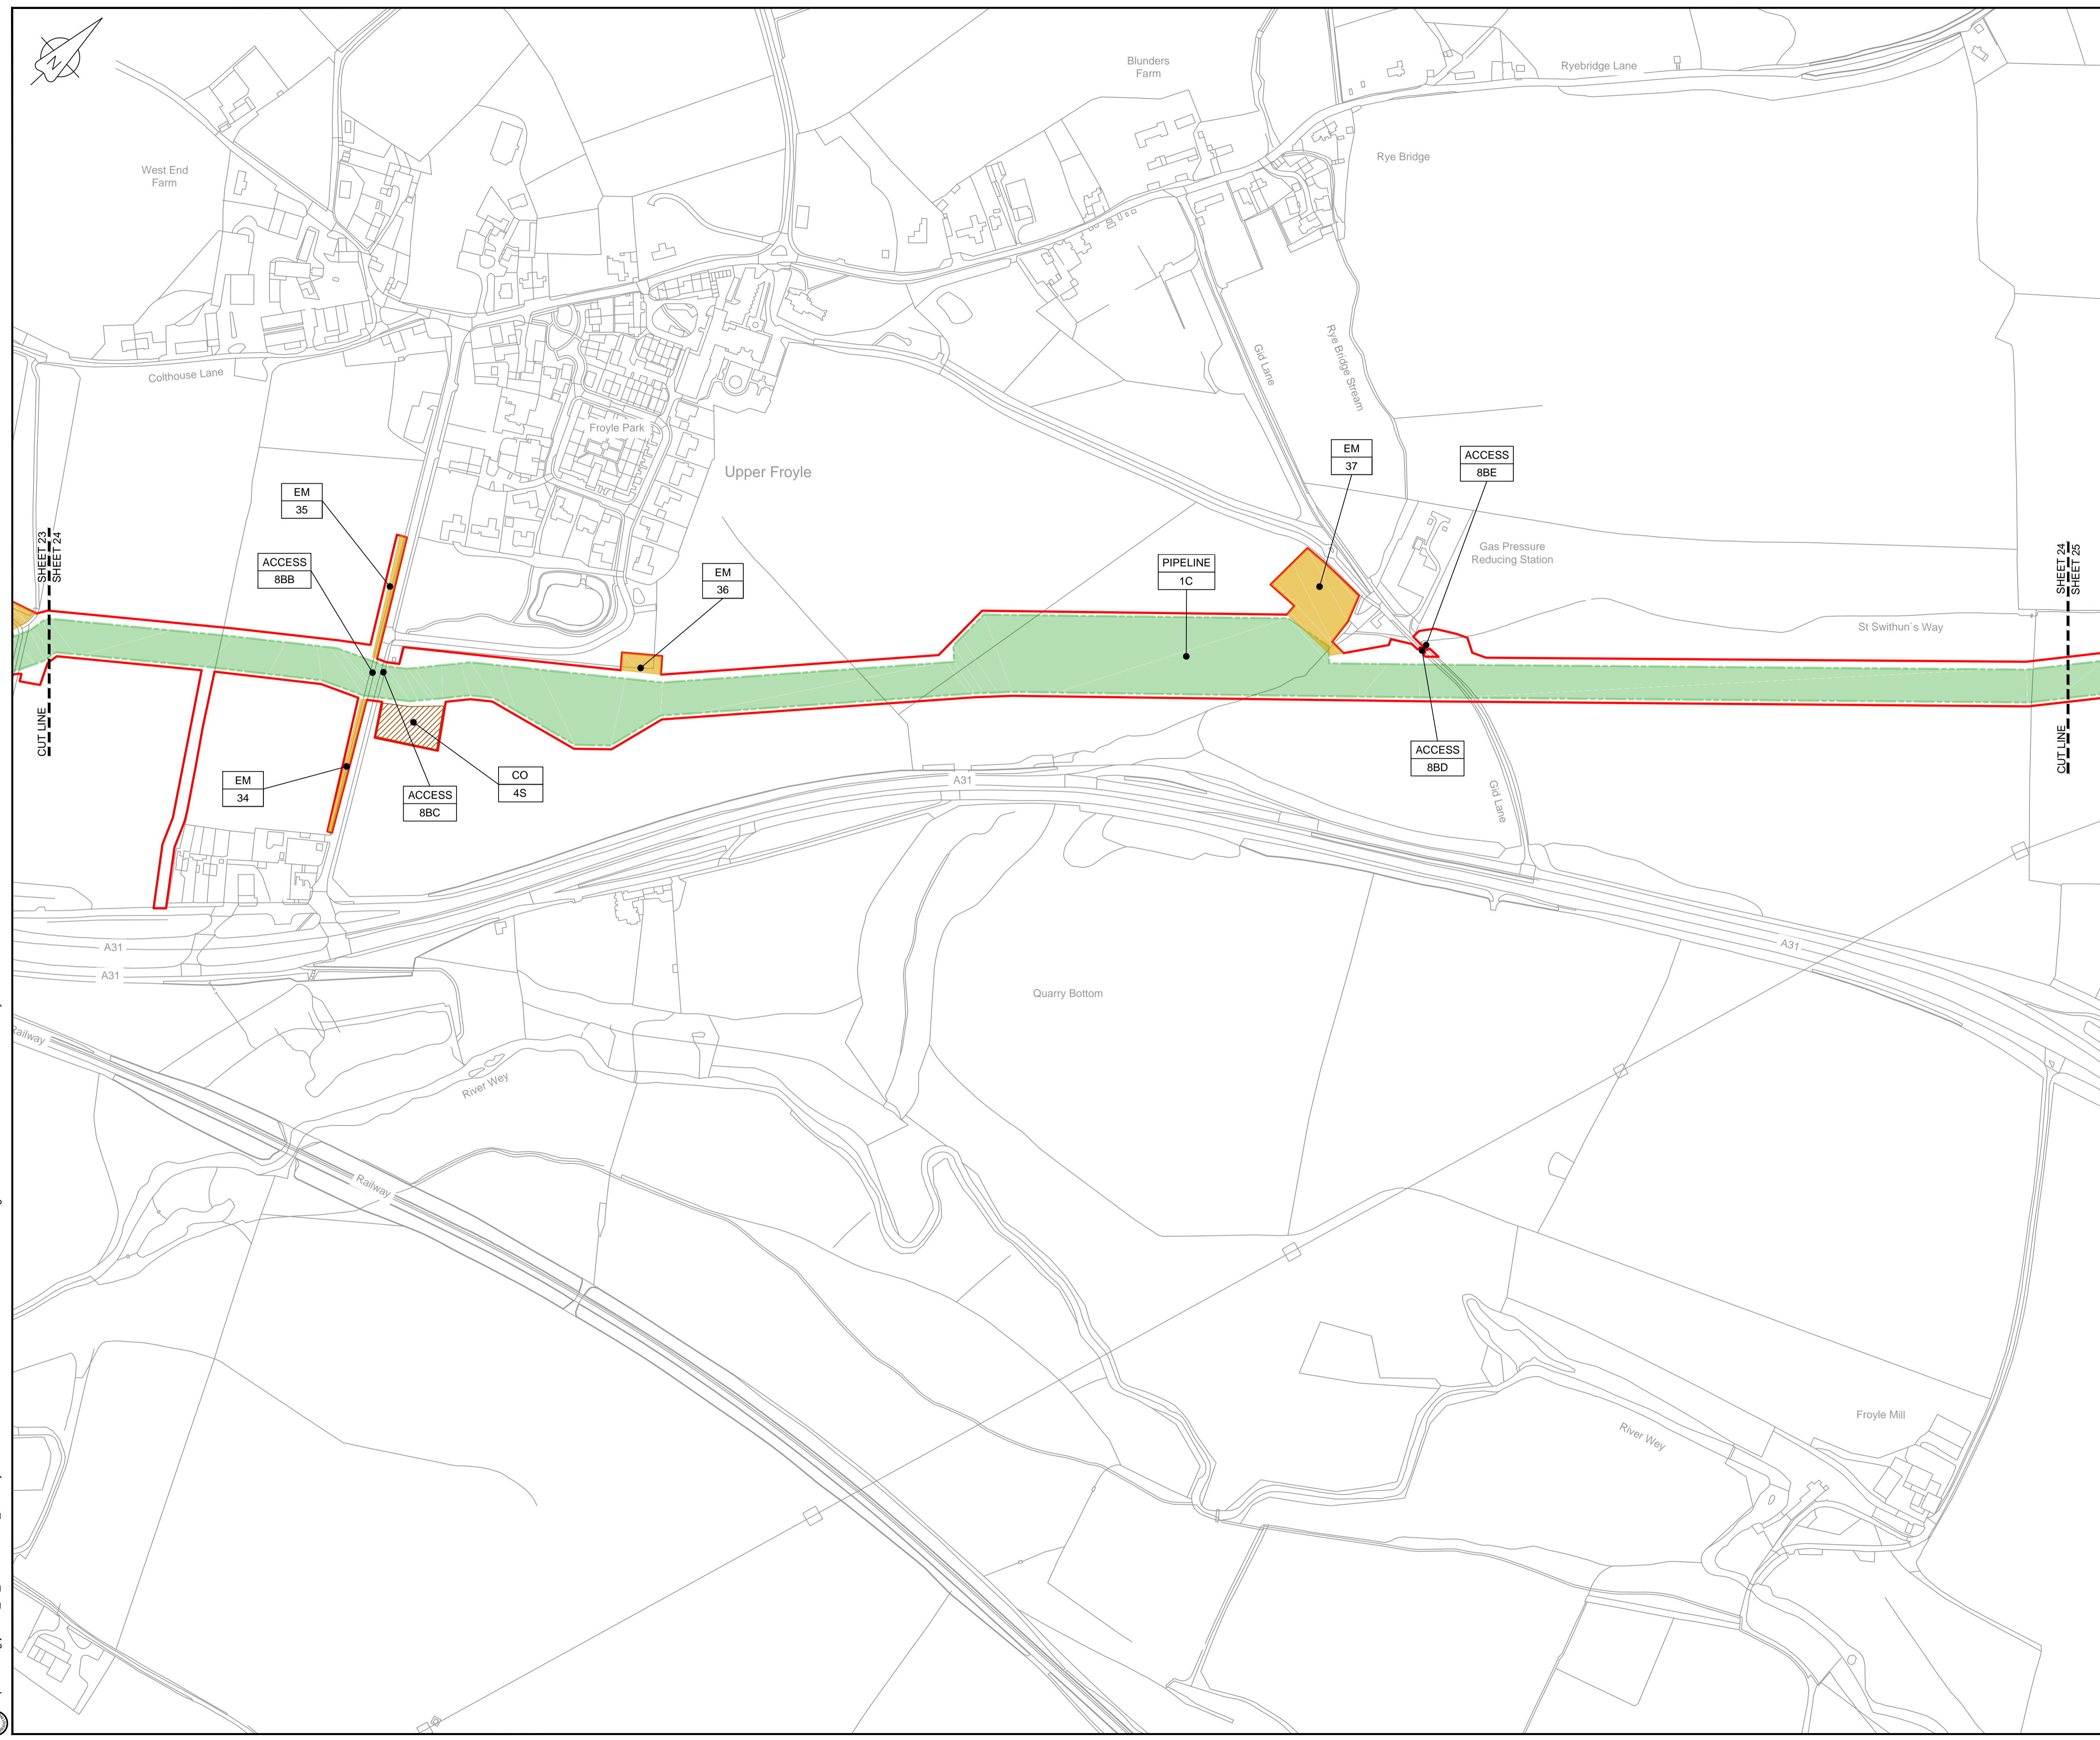 N
Blunders
Farm
Ryebridge Lane
West End
Farm
Rye Bridge
Colthouse Lane
Gid Lane
Rye Bridge Stream
Froyle Park
Upper Froyle
EM
37
ACCESS
8BE
EM
35
SHEET 23
SHEET 24
ACCESS
8BB
EM
36
PIPELINE
1C
Gas Pressure
Reducing Station
SHEET 24
SHEET 25
St Swithun`s Way
CUT LINE
CUT LINE
EM
34
ACCESS
8BC
CO
4S
ACCESS
8BD
A31
Gid Lane
A31
A31
A31
Quarry Bottom
Railway
River Wey
Railway
Froyle Mill
River Wey